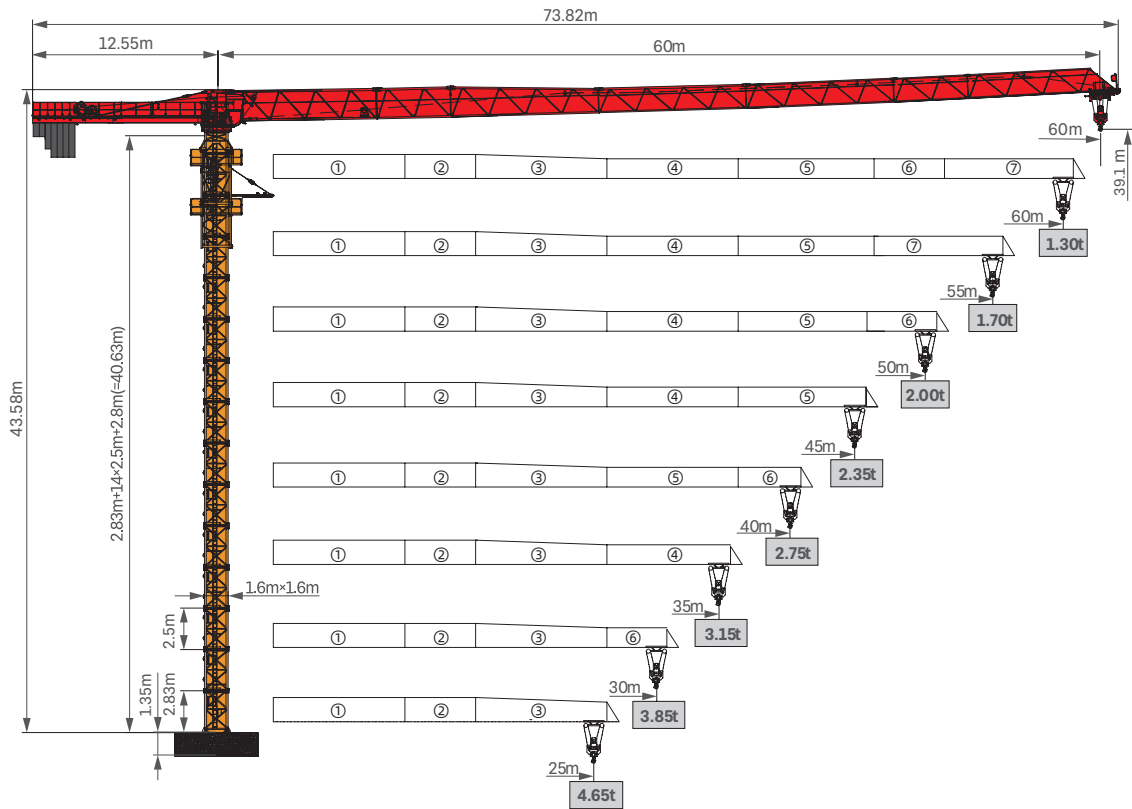 73.82m
12.55m
60m
60m
39.1 m
① ② ③ ④ ⑤ ⑥ ⑦
60m
1.30t
① ② ③ ④ ⑤ ⑦
55m
1.70t
① ② ③ ④ ⑤ ⑥
50m
2.00t
① ② ③ ④ ⑤
45m
2.35t
① ② ③ ⑤ ⑥
40m
2.75t
① ② ③ ④
35m
3.15t
① ② ③ ⑥
30m
3.85t
① ② ③
25m
4.65t
43.58m
2.83m+14×2.5m+2.8m(=40.63m)
1.6m×1.6m
2.5m
2.83m
1.35m